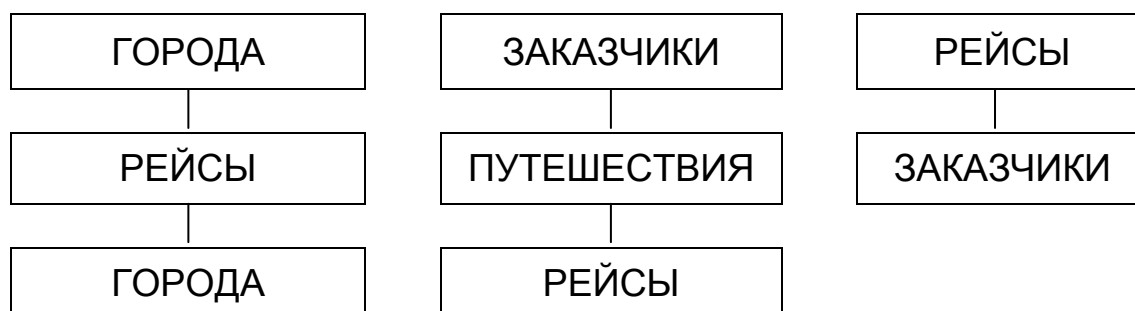 ГОРОДА ЗАКАЗЧИКИ РЕЙСЫ
РЕЙСЫ ПУТЕШЕСТВИЯ ЗАКАЗЧИКИ
ГОРОДА РЕЙСЫ